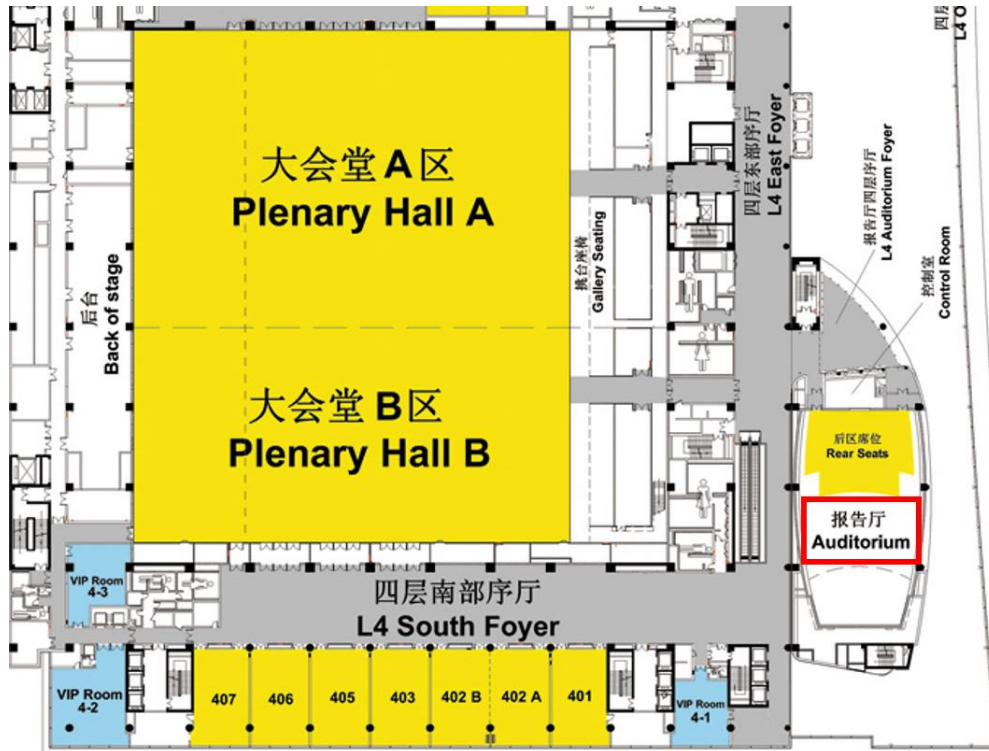 大会堂 A 区
Plenary Hall A
大会堂 B 区
Plenary Hall B
后台
Back of stage
挑台座椅
Gallery Seating
四层东部序厅
L4 East Foyer
报告厅四层序厅
L4 Auditorium Foyer
控制室
Control Room
后区席位
Rear Seats
报告厅
Auditorium
四层南部序厅
L4 South Foyer
VIP Room
4-3
VIP Room
4-2
407
406
405
403
402 B
402 A
401
VIP Room
4-1
四层
L4 O